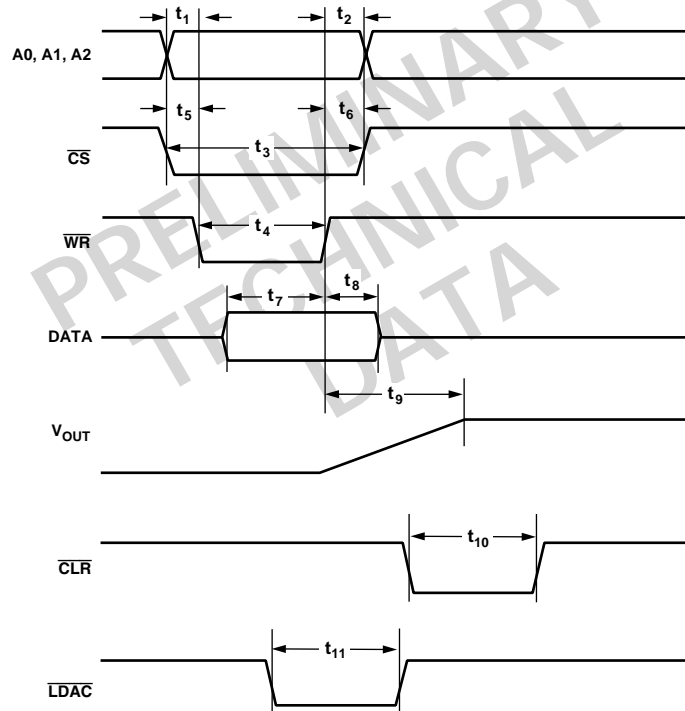 t1 t2
A0, A1, A2
t5 t6
CS t3
WR t4
t7 t8
DATA
t9
VOUT
t10
CLR
t11
LDAC
PRELIMINARY
TECHNICAL
DATA